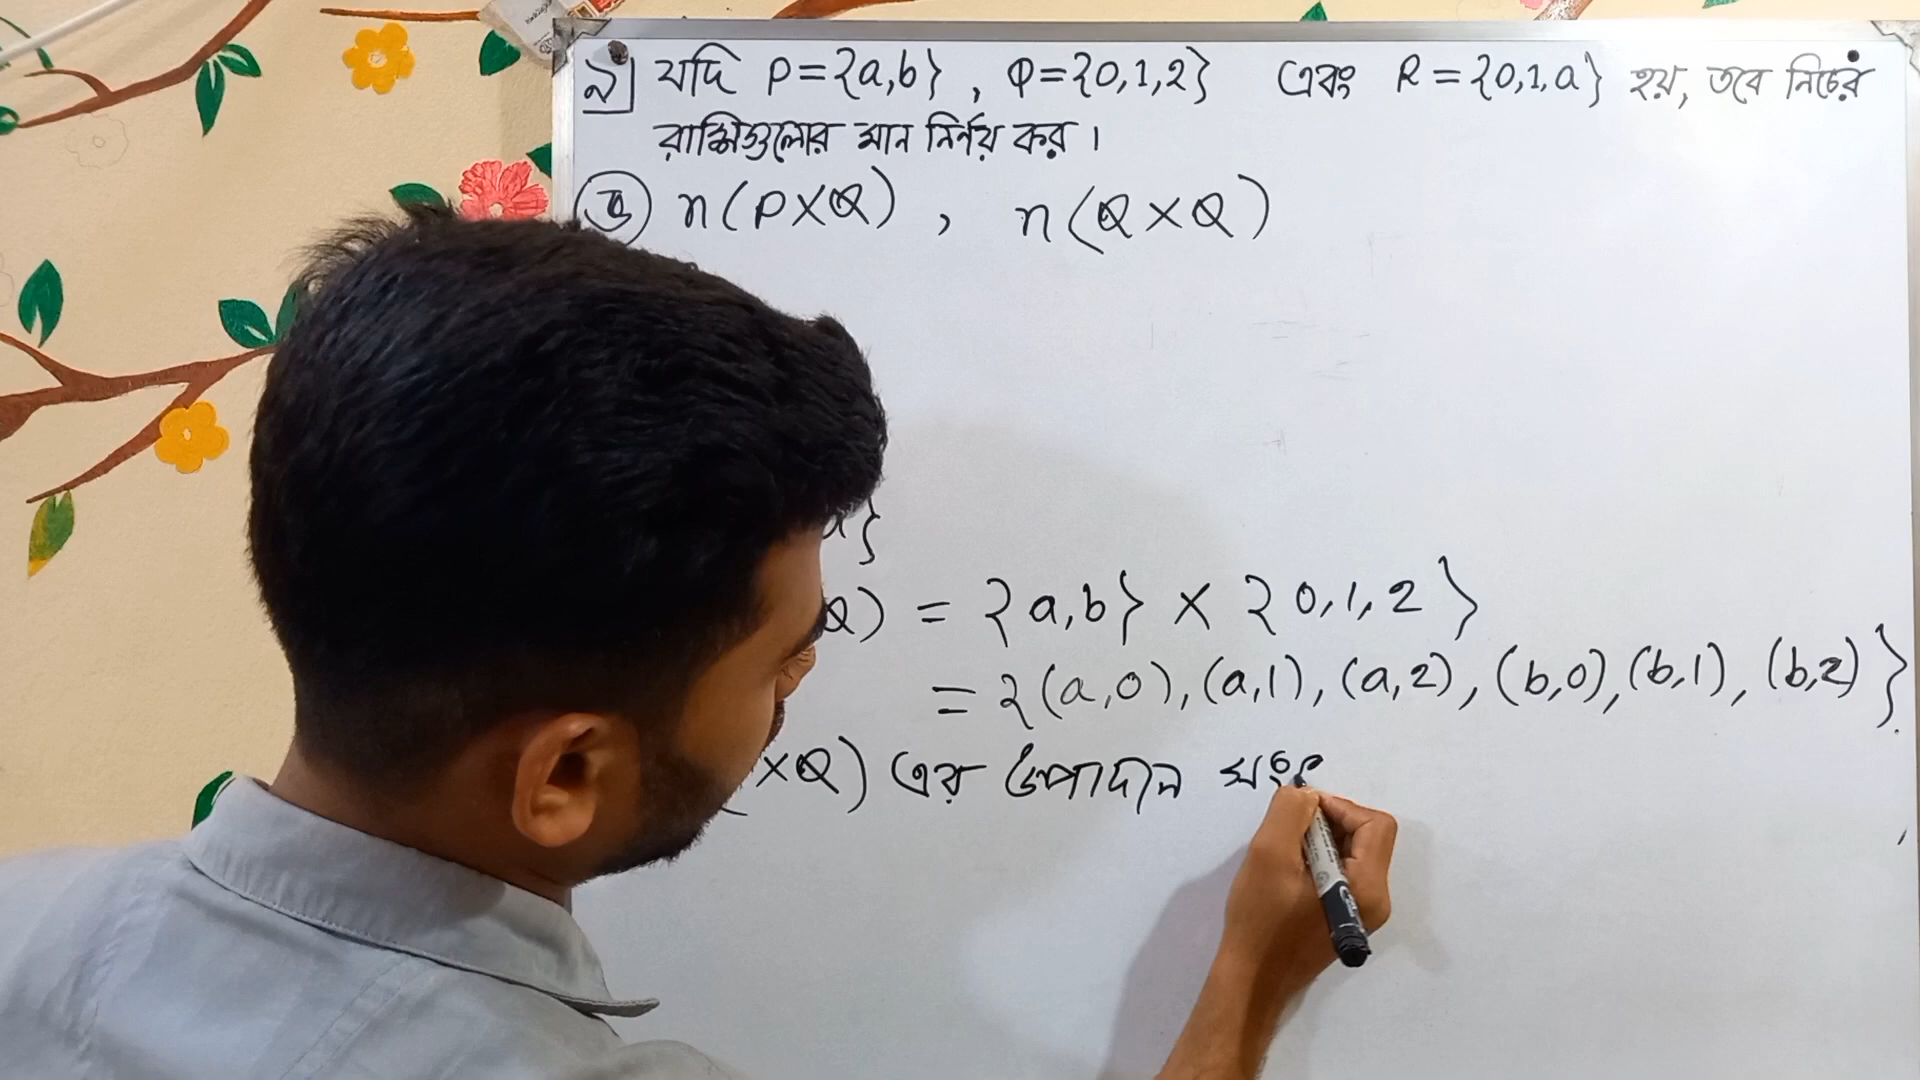 ৯] যদি P={a,b} , Q={0,1,2} এবং R={0,1,a} হয়, তবে নিচের
রাশিগুলোর মান নির্ণয় কর।
n(P×Q) , n(Q×Q)
a}
Q) = {a,b} × {0,1,2}
= {(a,0),(a,1),(a,2),(b,0),(b,1),(b,2)}
×Q) এর উপাদান সংখ